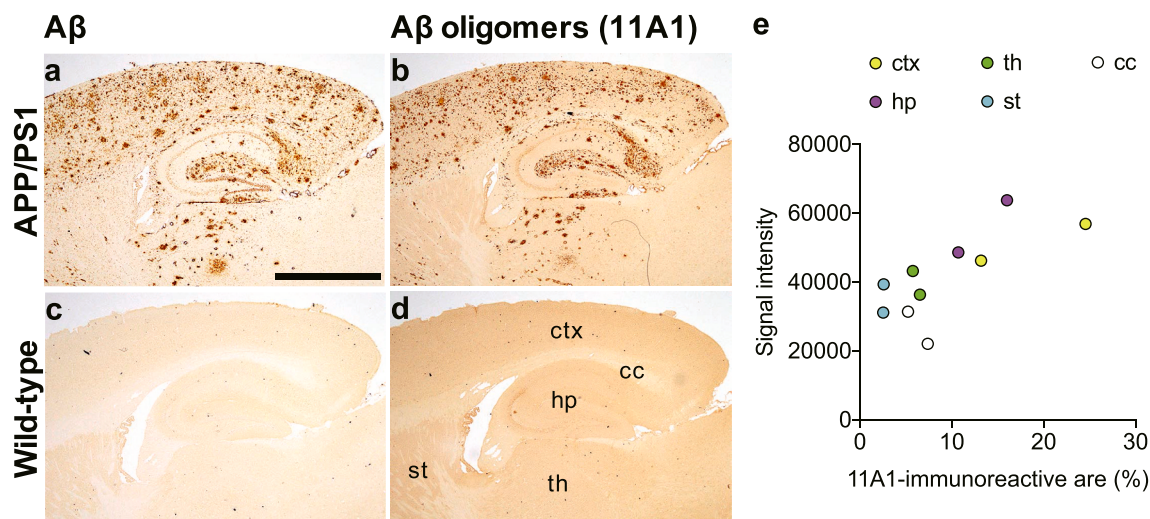 Aβ
Aβ oligomers (11A1)
e
a
b
APP/PS1
c
d
Wild-type
ctx
cc
hp
st
th
ctx
th
cc
hp
st
80000
60000
40000
20000
0
Signal intensity
0 10 20 30
11A1-immunoreactive are (%)